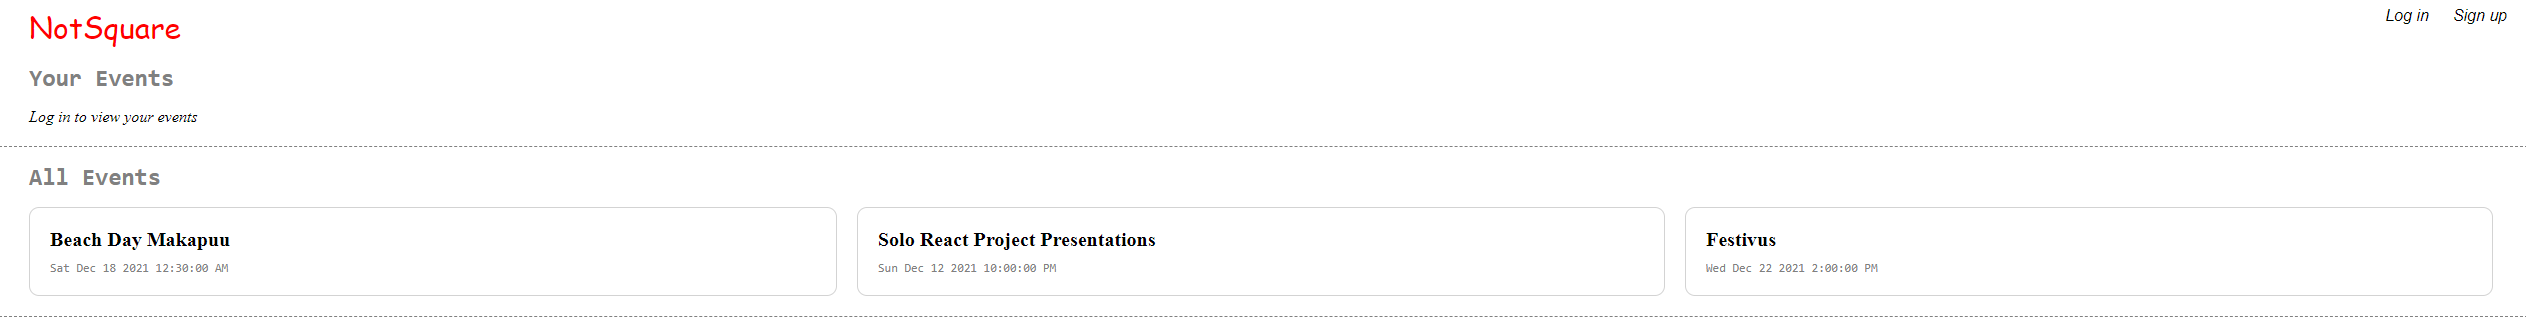 NotSquare
Log in
Sign up
Your Events
Log in to view your events
All Events
Beach Day Makapuu
Sat Dec 18 2021 12:30:00 AM
Solo React Project Presentations
Sun Dec 12 2021 10:00:00 PM
Festivus
Wed Dec 22 2021 2:00:00 PM